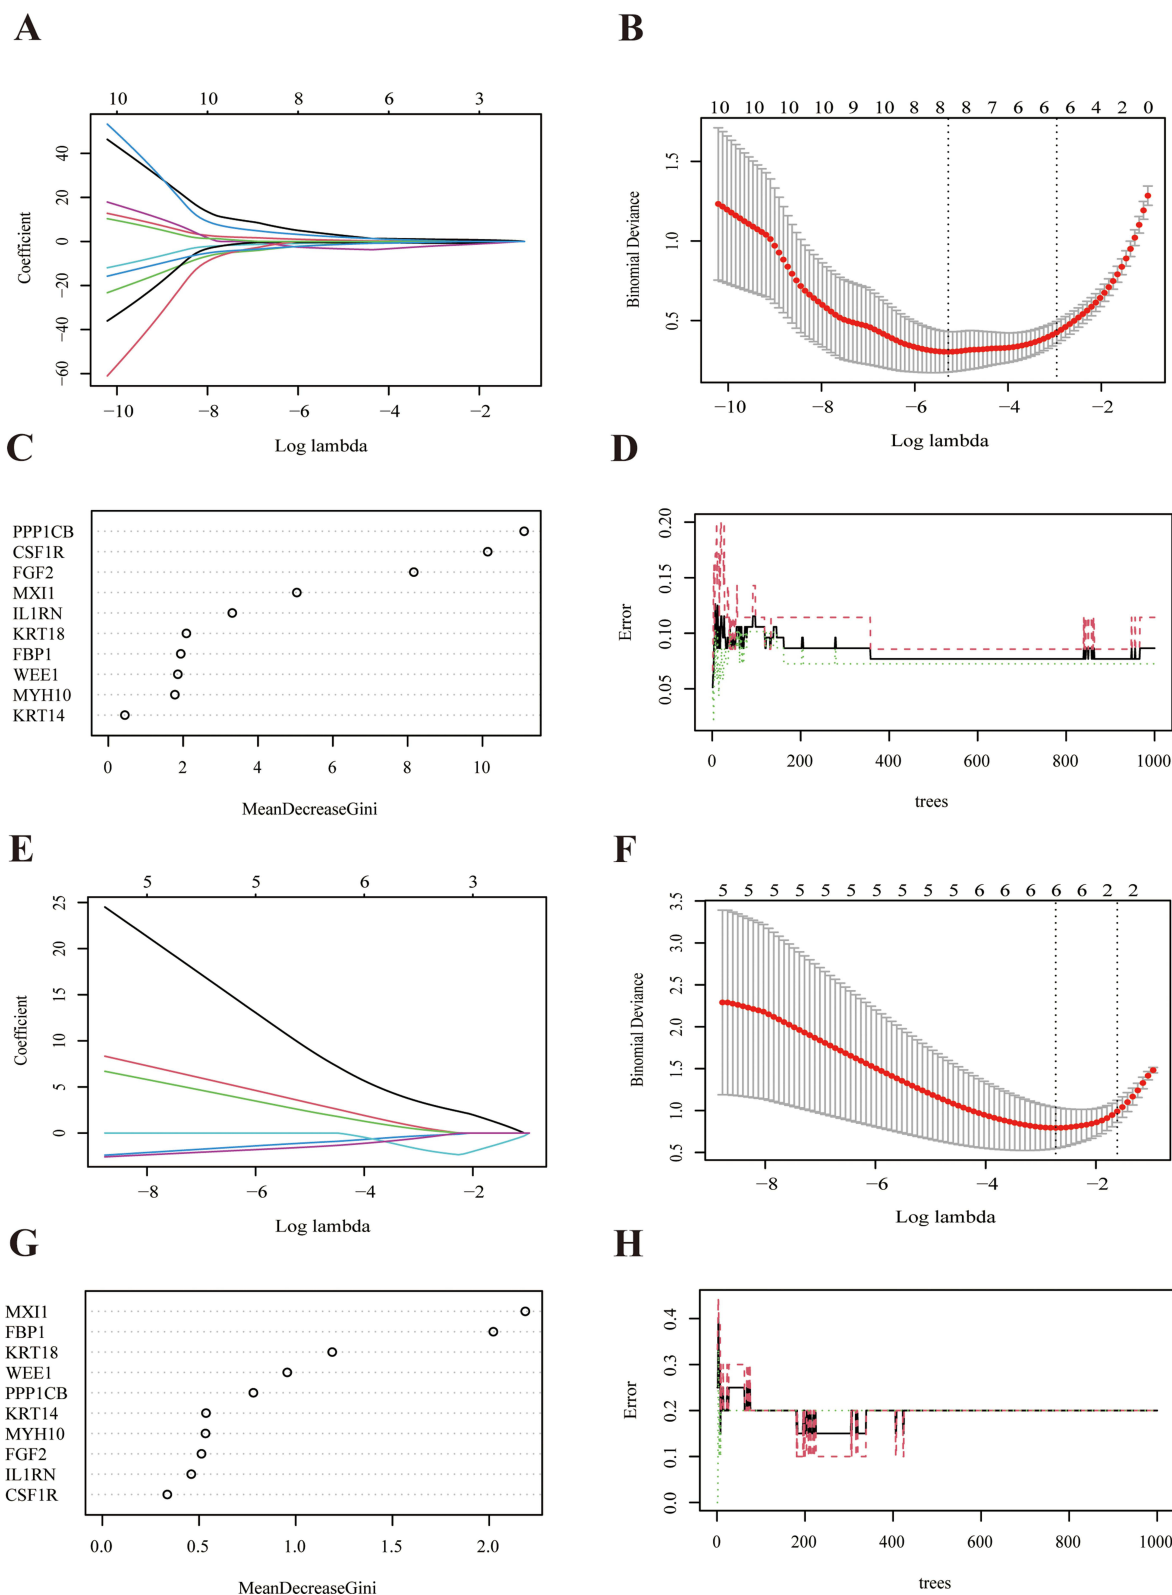 A
B
10 10 8 6 3
Coefficient
40
20
0
−20
−40
−60
−10 −8 −6 −4 −2
Log lambda
10 10 10 10 9 10 8 8 8 7 6 6 6 4 2 0
Binomial Deviance
1.5
1.0
0.5
−10 −8 −6 −4 −2
Log lambda
C
D
PPP1CB
CSF1R
FGF2
MXI1
IL1RN
KRT18
FBP1
WEE1
MYH10
KRT14
0 2 4 6 8 10
MeanDecreaseGini
Error
0.20
0.15
0.10
0.05
0 200 400 600 800 1000
trees
E
F
5 5 6 3
Coefficient
25
20
15
10
5
0
−8 −6 −4 −2
Log lambda
5 5 5 5 5 5 5 5 5 5 6 6 6 6 6 2 2
Binomial Deviance
3.5
3.0
2.5
2.0
1.5
1.0
0.5
−8 −6 −4 −2
Log lambda
G
H
MXI1
FBP1
KRT18
WEE1
PPP1CB
KRT14
MYH10
FGF2
IL1RN
CSF1R
0.0 0.5 1.0 1.5 2.0
MeanDecreaseGini
Error
0.4
0.3
0.2
0.1
0.0
0 200 400 600 800 1000
trees